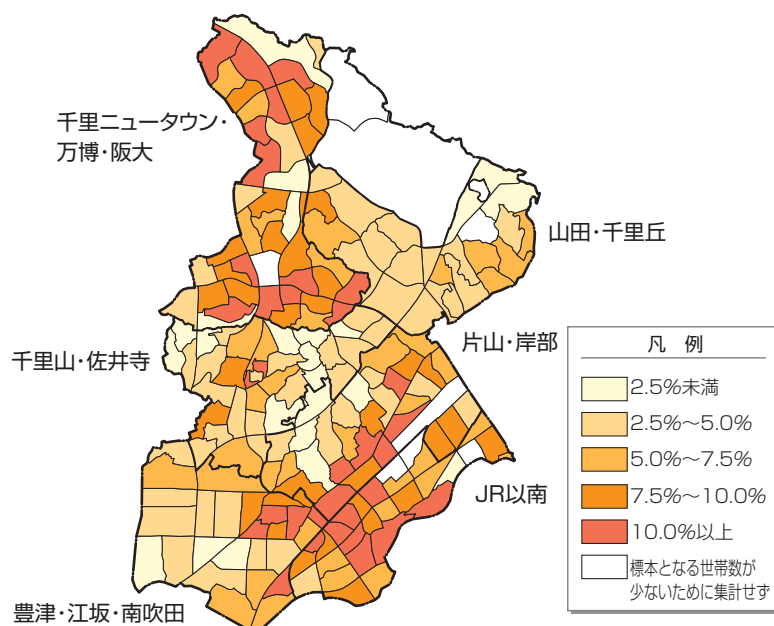 千里ニュータウン・
万博・阪大
山田・千里丘
片山・岸部
千里山・佐井寺
JR以南
豊津・江坂・南吹田
凡 例
2.5%未満
2.5%〜5.0%
5.0%〜7.5%
7.5%〜10.0%
10.0%以上
標本となる世帯数が
少ないために集計せず